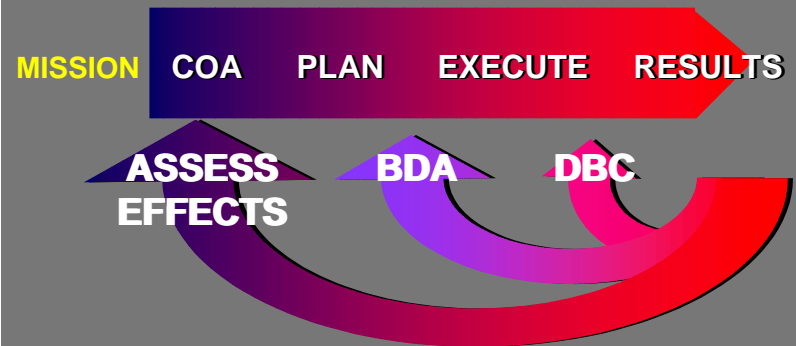 MISSION COA PLAN EXECUTE RESULTS
ASSESS BDA DBC
EFFECTS